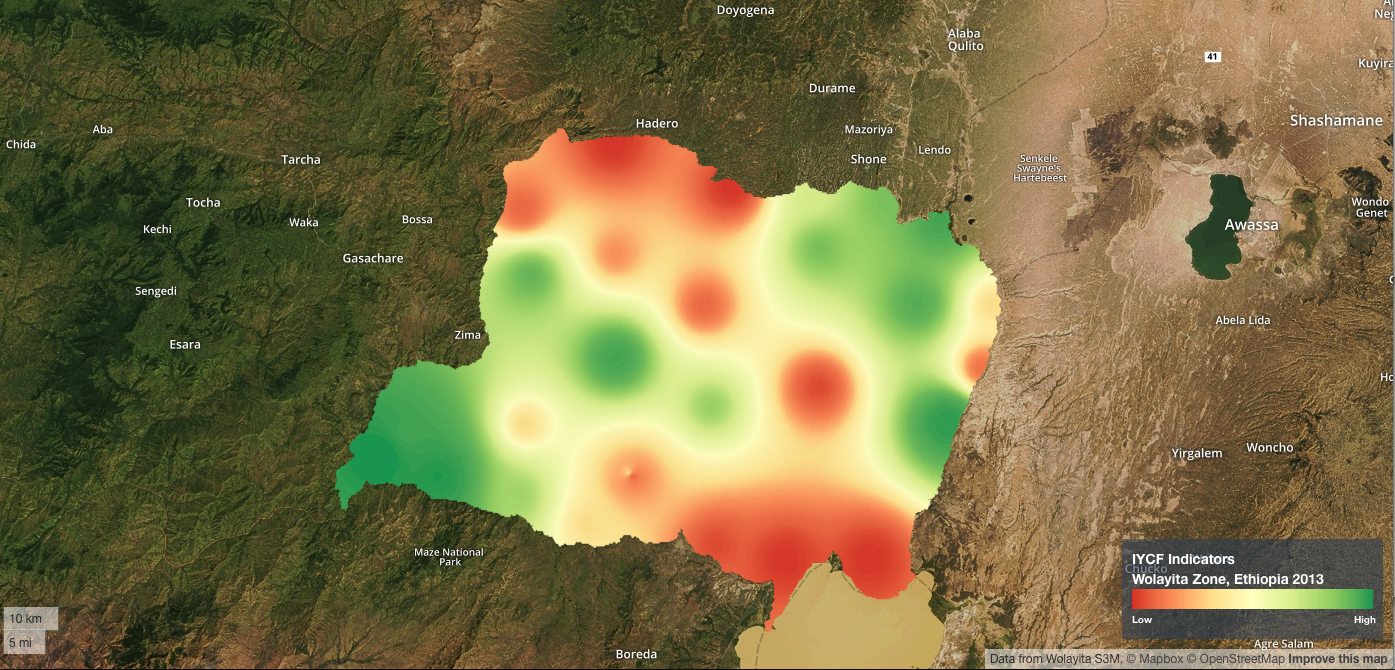 Doyogena
Ne
Alaba
Qulito
41
Kuyira
Durame
Shashamane
Hadero
Mazoriya
Aba
Chida
Lendo
Tarcha
Shone
Senkele
Swayne's
Hartebeest
Tocha
Wondo
Genet
Waka
Bossa
Kechi
Awassa
Gasachare
Sengedi
Abela Lida
Zima
Esara
Ho
Woncho
Yirgalem
Maze National
Park
IYCF Indicators
Chucko
Wolayita Zone, Ethiopia 2013
Low
High
10 km
5 mi
Agre Salam
Boreda
Data from Wolayita S3M, © Mapbox © OpenStreetMap Improve this map